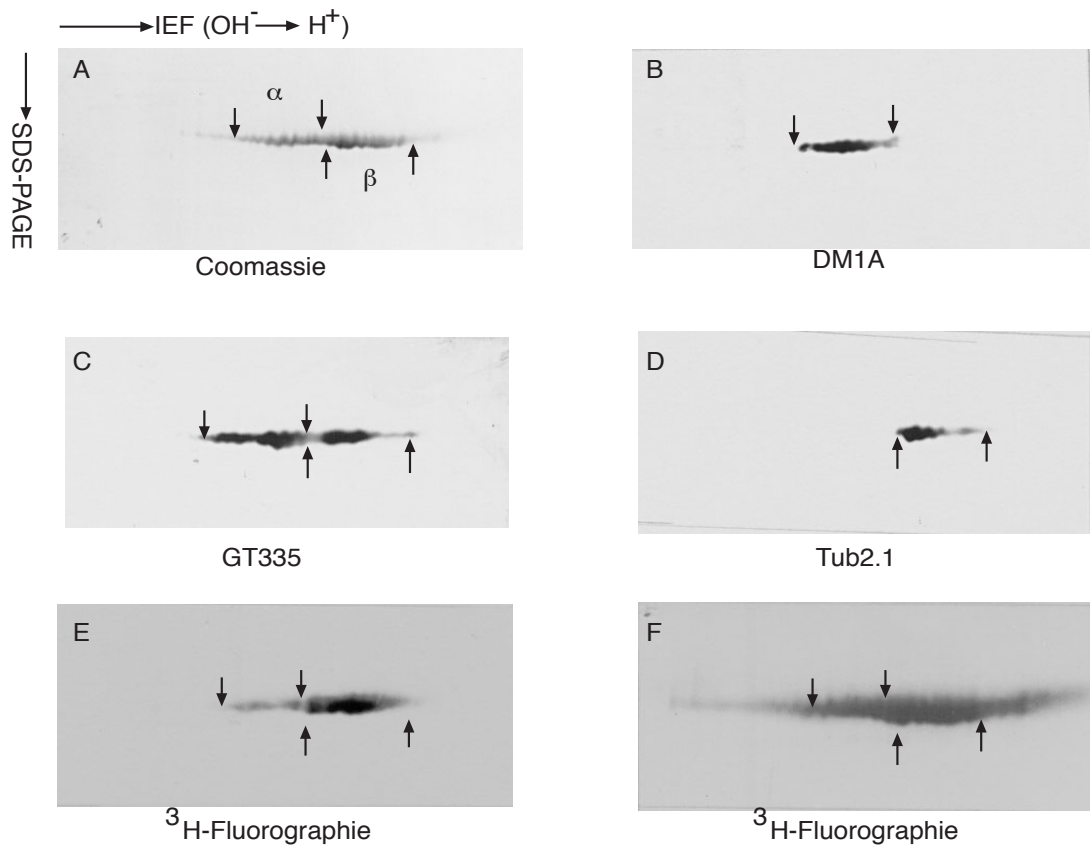 IEF (OH⁻ → H⁺)
SDS-PAGE
A
α
β
Coomassie
B
DM1A
C
GT335
D
Tub2.1
E
³H-Fluorographie
F
³H-Fluorographie